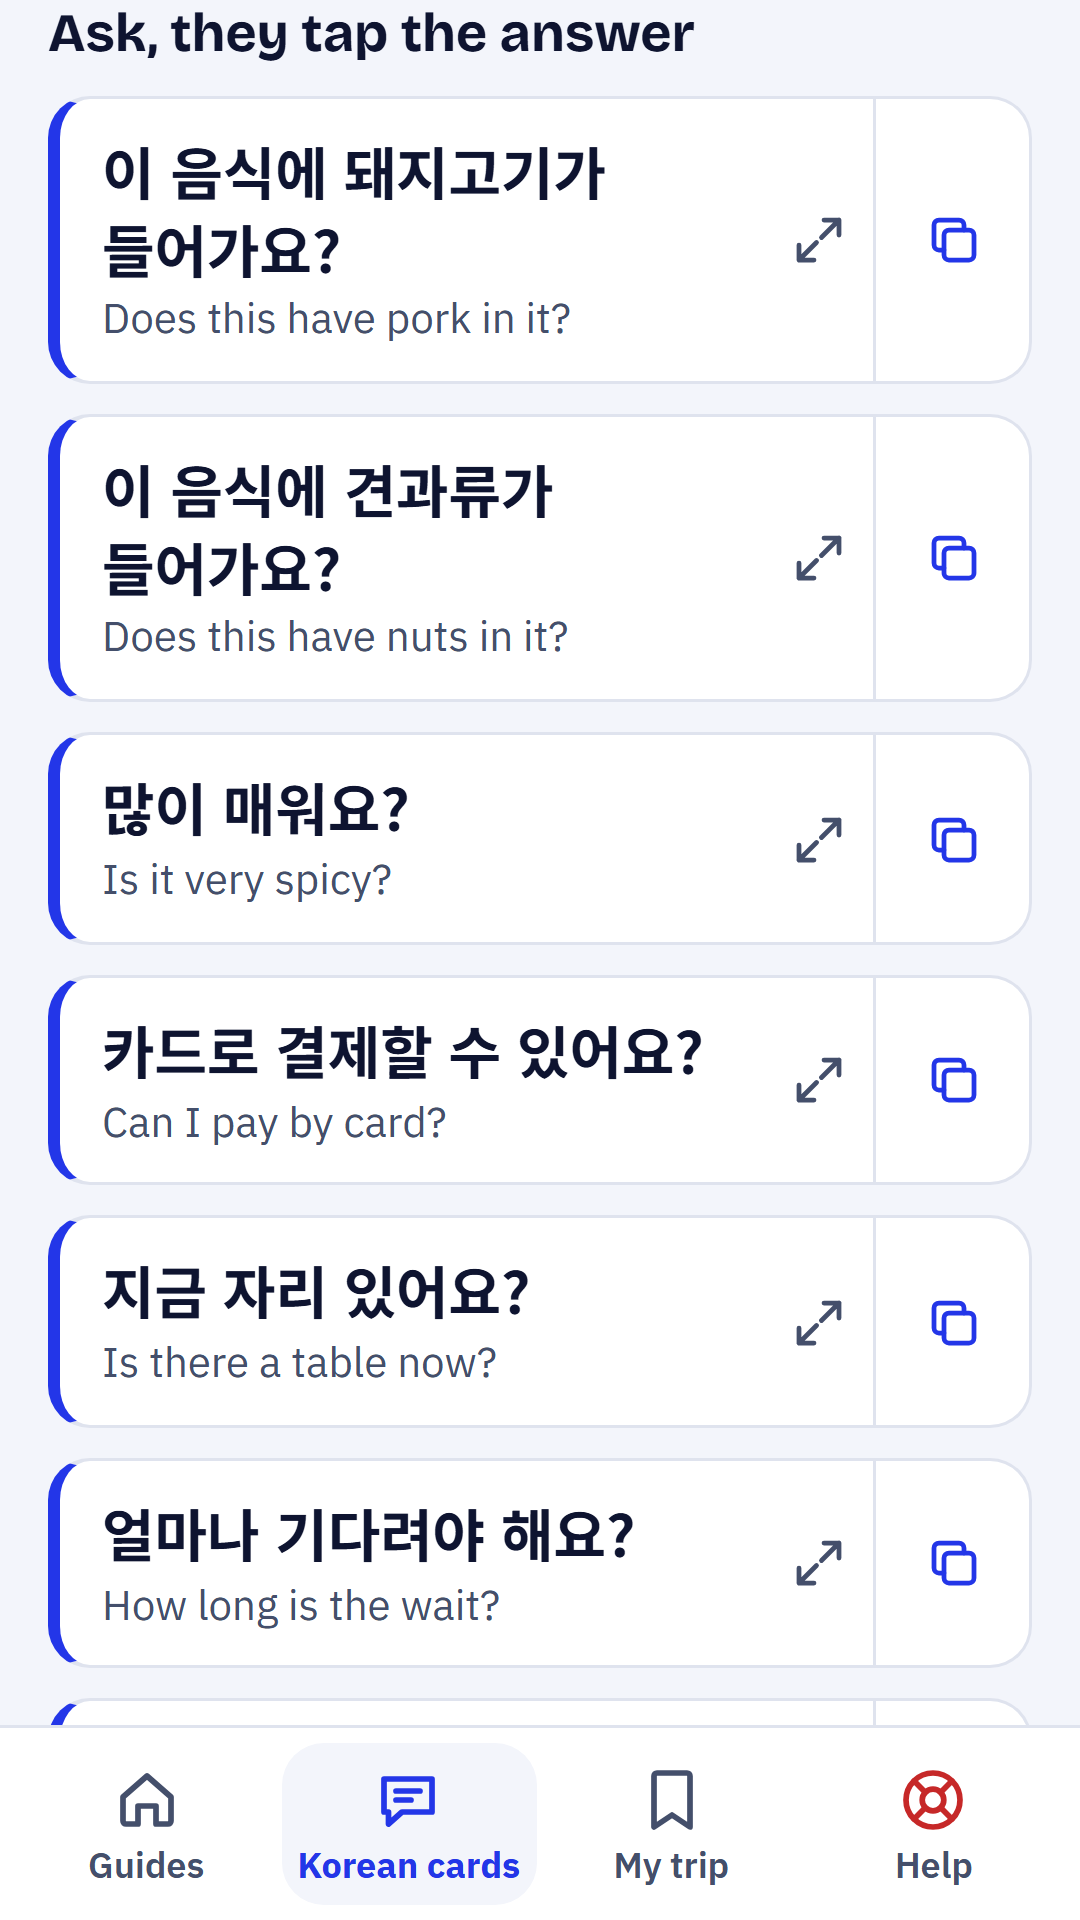 Ask, they tap the answer
이 음식에 돼지고기가
들어가요?
Does this have pork in it?
이 음식에 견과류가
들어가요?
Does this have nuts in it?
많이 매워요?
Is it very spicy?
카드로 결제할 수 있어요?
Can I pay by card?
지금 자리 있어요?
Is there a table now?
얼마나 기다려야 해요?
How long is the wait?
Guides
Korean cards
My trip
Help